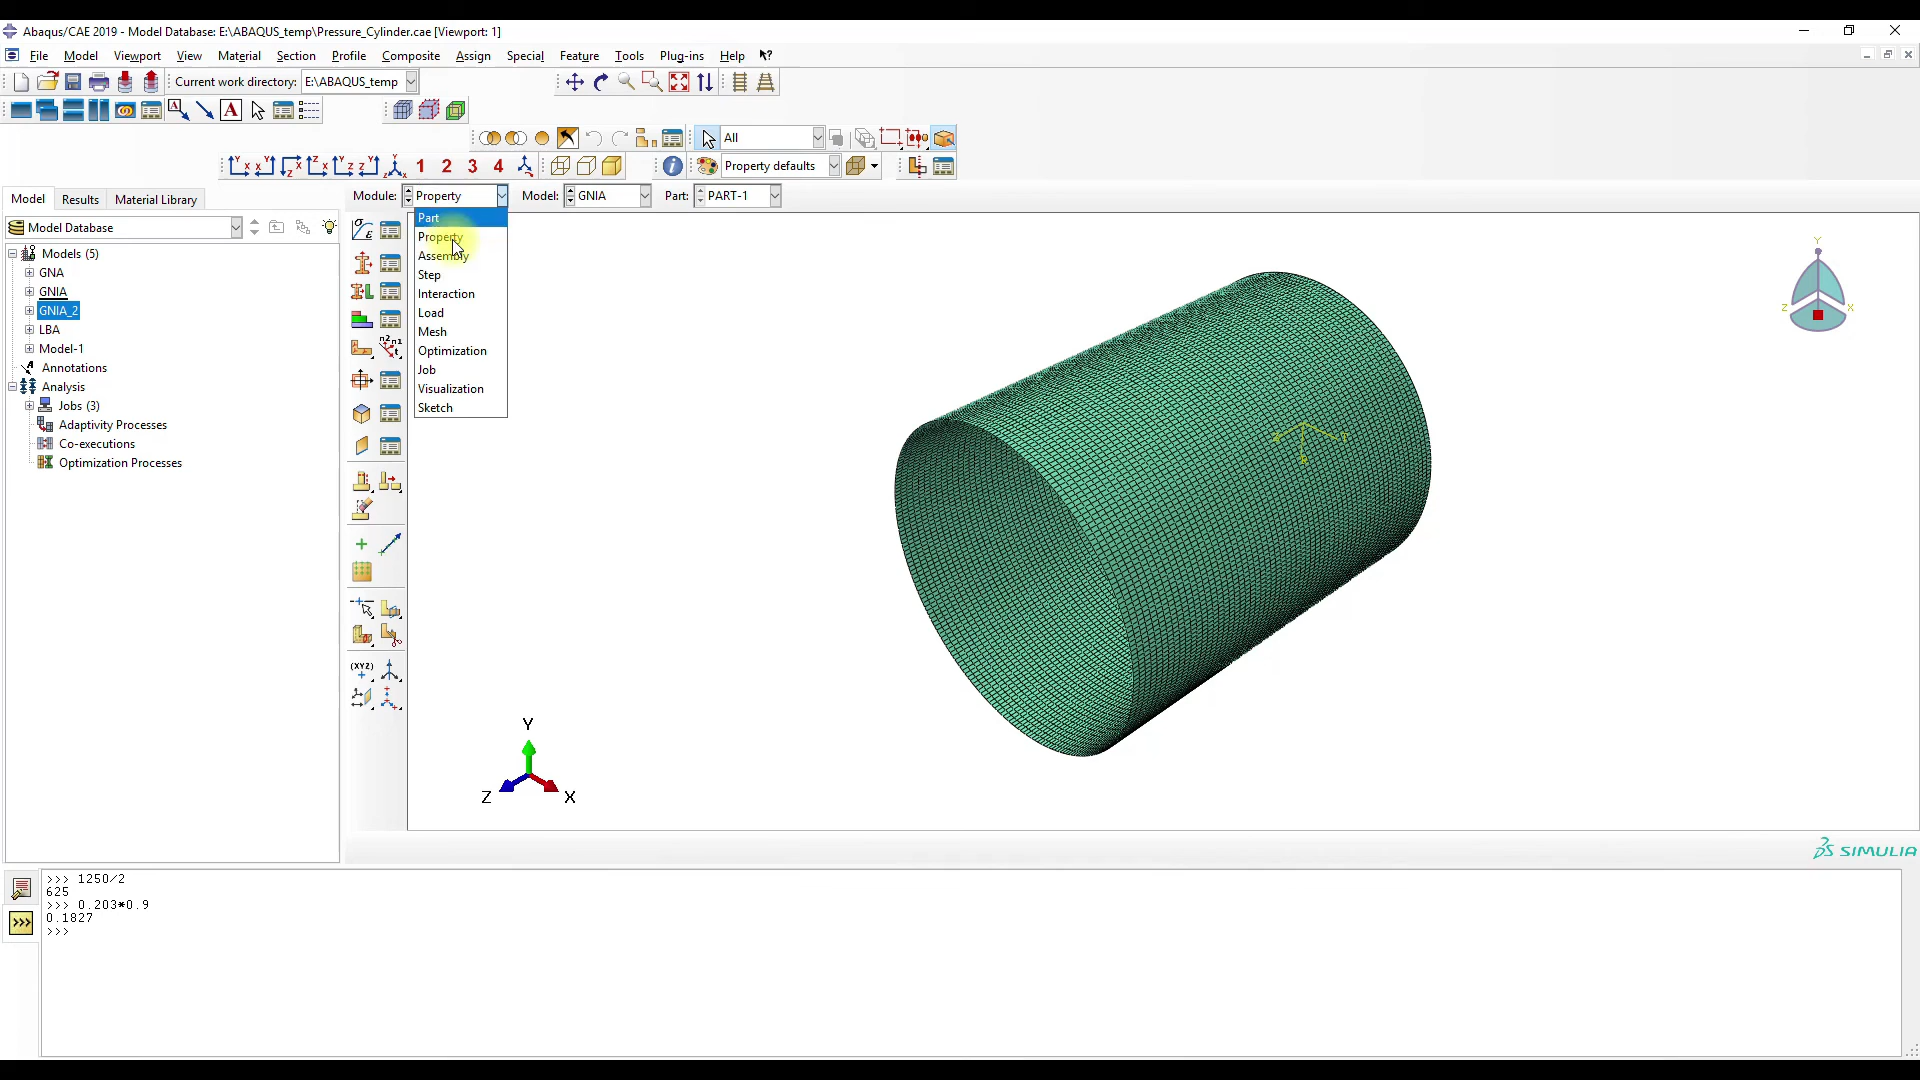 Abaqus/CAE 2019 - Model Database: E:\ABAQUS_temp\Pressure_Cylinder.cae [Viewport: 1]
File Model Viewport View Material Section Profile Composite Assign Special Feature Tools Plug-ins Help
Current work directory: E:\ABAQUS_temp
A A
All
1 2 3 4
Property defaults
Model Results Material Library
Module: Property Model: GNIA Part: PART-1
Model Database
Models (5)
GNA
GNIA
GNIA_2
LBA
Model-1
Annotations
Analysis
Jobs (3)
Adaptivity Processes
Co-executions
Optimization Processes
Part
Property
Assembly
Step
Interaction
Load
Mesh
Optimization
Job
Visualization
Sketch
(XYZ)
Y
Z X
Y
Z X
SIMULIA
>>> 1250/2
625
>>> 0.203*0.9
0.1827
>>>